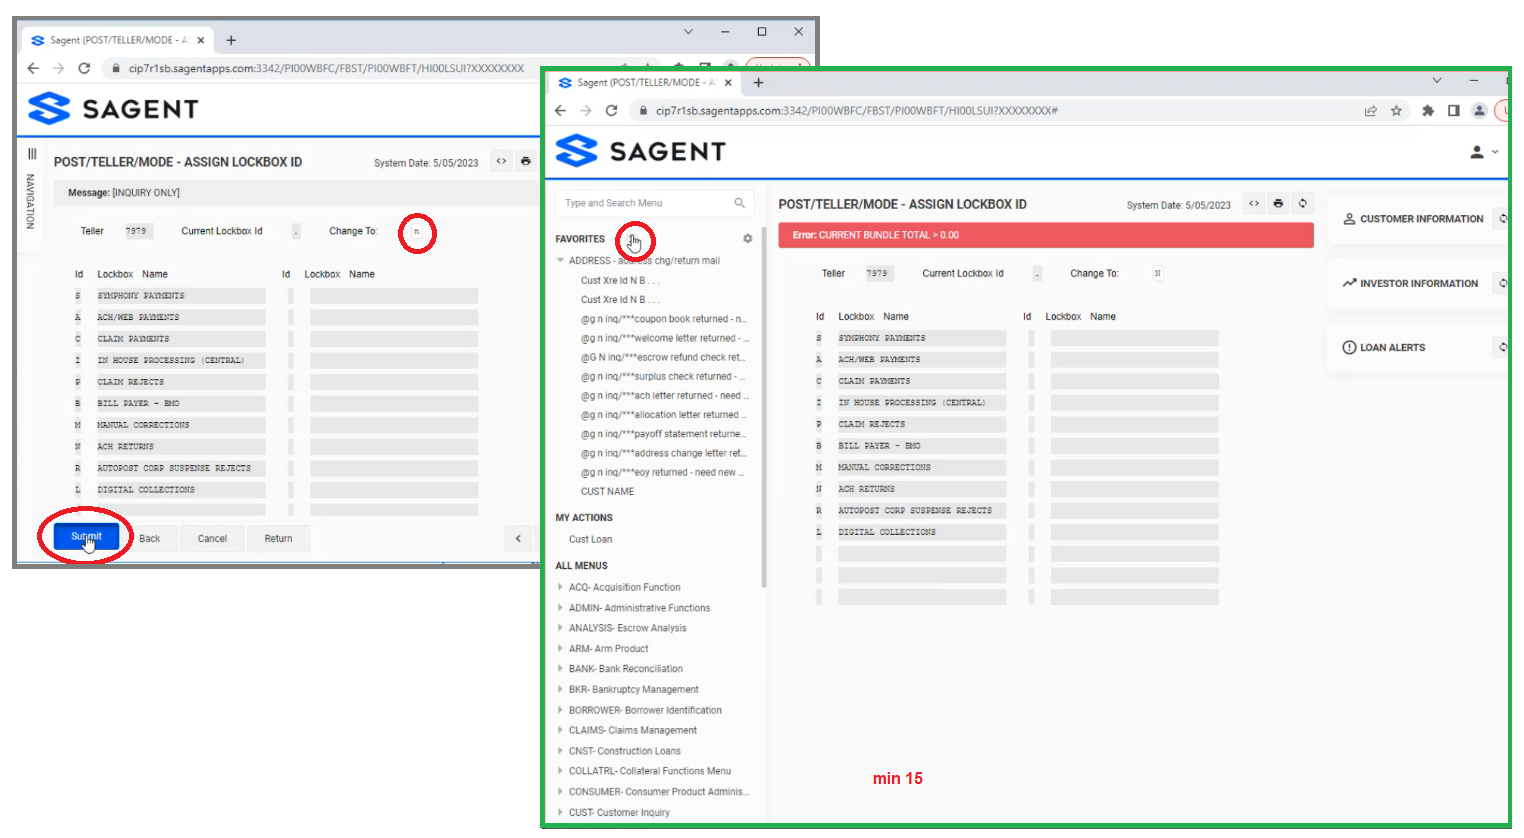 Sagent (POST/TELLER/MODE - A
cip7r1sb.sagentapps.com:3342/PI00WBFC/FBST/PI00WBFT/HI00LSUI?XXXXXXXX
SAGENT
NAVIGATION
POST/TELLER/MODE - ASSIGN LOCKBOX ID
System Date: 5/05/2023
Message: [INQUIRY ONLY]
Teller 7979 Current Lockbox Id . Change To: n
Id Lockbox Name Id Lockbox Name
S SYMPHONY PAYMENTS
A ACH/WEB PAYMENTS
C CLAIM PAYMENTS
I IN HOUSE PROCESSING (CENTRAL)
P CLAIM REJECTS
B BILL PAYER - BMO
M MANUAL CORRECTIONS
N ACH RETURNS
R AUTOPOST CORP SUSPENSE REJECTS
L DIGITAL COLLECTIONS
Submit Back Cancel Return
Sagent (POST/TELLER/MODE - A
cip7r1sb.sagentapps.com:3342/PI00WBFC/FBST/PI00WBFT/HI00LSUI?XXXXXXXX#
SAGENT
Type and Search Menu
FAVORITES
ADDRESS - address chg/return mail
Cust Xre Id N B . . .
Cust Xre Id N B . . .
@g n inq/***coupon book returned - n...
@g n inq/***welcome letter returned - ...
@G N inq/***escrow refund check ret...
@g n inq/***surplus check returned - ...
@g n inq/***ach letter returned - need ...
@g n inq/***allocation letter returned ...
@g n inq/***payoff statement returne...
@g n inq/***address change letter ret...
@g n inq/***eoy returned - need new ...
CUST NAME
MY ACTIONS
Cust Loan
ALL MENUS
ACQ- Acquisition Function
ADMIN- Administrative Functions
ANALYSIS- Escrow Analysis
ARM- Arm Product
BANK- Bank Reconciliation
BKR- Bankruptcy Management
BORROWER- Borrower Identification
CLAIMS- Claims Management
CNST- Construction Loans
COLLATRL- Collateral Functions Menu
CONSUMER- Consumer Product Adminis...
CUST- Customer Inquiry
POST/TELLER/MODE - ASSIGN LOCKBOX ID
System Date: 5/05/2023
Error: CURRENT BUNDLE TOTAL > 0.00
Teller 7979 Current Lockbox Id . Change To: N
Id Lockbox Name Id Lockbox Name
S SYMPHONY PAYMENTS
A ACH/WEB PAYMENTS
C CLAIM PAYMENTS
I IN HOUSE PROCESSING (CENTRAL)
P CLAIM REJECTS
B BILL PAYER - BMO
M MANUAL CORRECTIONS
N ACH RETURNS
R AUTOPOST CORP SUSPENSE REJECTS
L DIGITAL COLLECTIONS
CUSTOMER INFORMATION
INVESTOR INFORMATION
LOAN ALERTS
min 15